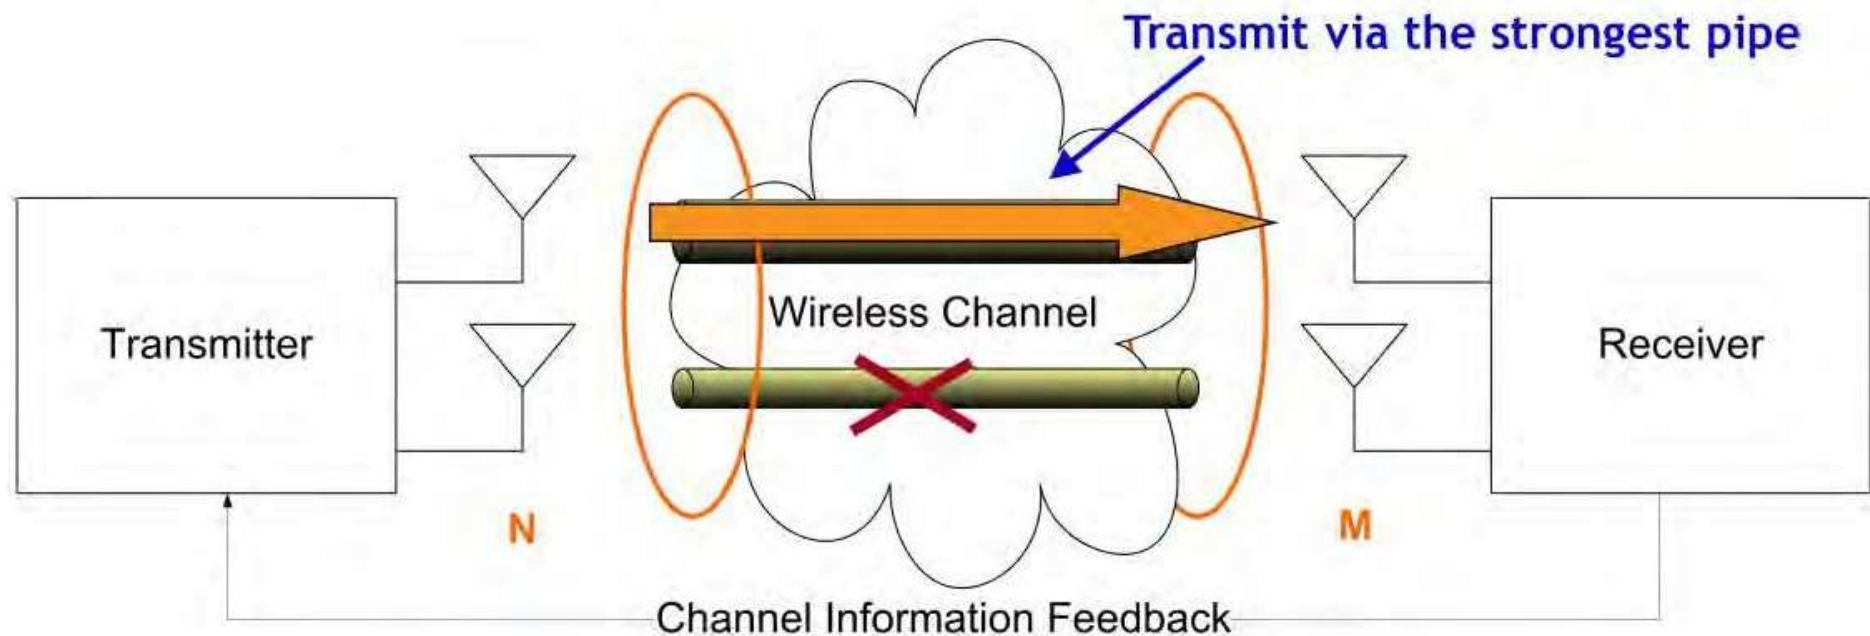 Transmit via the strongest pipe
Wireless Channel
Transmitter
Receiver
N
M
Channel Information Feedback